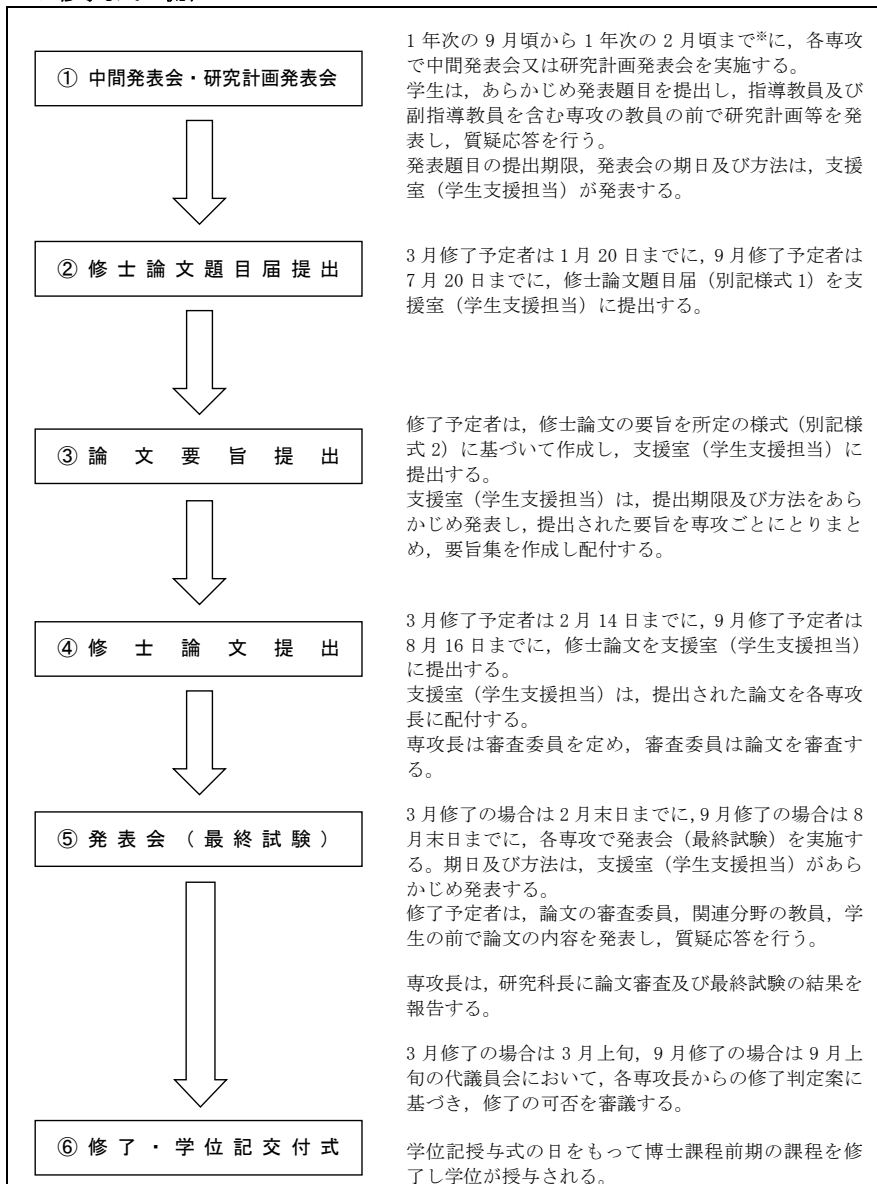 ① 中間発表会・研究計画発表会
1 年次の 9 月頃から 1 年次の 2 月頃まで※に，各専攻
で中間発表会又は研究計画発表会を実施する。
学生は，あらかじめ発表題目を提出し，指導教員及び
副指導教員を含む専攻の教員の前で研究計画等を発
表し，質疑応答を行う。
発表題目の提出期限，発表会の期日及び方法は，支援
室（学生支援担当）が発表する。
② 修 士 論 文 題 目 届 提 出
3 月修了予定者は 1 月 20 日までに，9 月修了予定者は
7 月 20 日までに，修士論文題目届（別記様式 1）を支
援室（学生支援担当）に提出する。
③ 論 文 要 旨 提 出
修了予定者は，修士論文の要旨を所定の様式（別記様
式 2）に基づいて作成し，支援室（学生支援担当）に
提出する。
支援室（学生支援担当）は，提出期限及び方法をあら
かじめ発表し，提出された要旨を専攻ごとにとりまと
め，要旨集を作成し配付する。
④ 修 士 論 文 提 出
3 月修了予定者は 2 月 14 日までに，9 月修了予定者は
8 月 16 日までに，修士論文を支援室（学生支援担当）
に提出する。
支援室（学生支援担当）は，提出された論文を各専攻
長に配付する。
専攻長は審査委員を定め，審査委員は論文を審査す
る。
⑤ 発 表 会 （ 最 終 試 験 ）
3 月修了の場合は 2 月末日までに，9 月修了の場合は 8
月末日までに，各専攻で発表会（最終試験）を実施す
る。期日及び方法は，支援室（学生支援担当）があら
かじめ発表する。
修了予定者は，論文の審査委員，関連分野の教員，学
生の前で論文の内容を発表し，質疑応答を行う。
専攻長は，研究科長に論文審査及び最終試験の結果を
報告する。
3 月修了の場合は 3 月上旬，9 月修了の場合は 9 月上
旬の代議員会において，各専攻長からの修了判定案に
基づき，修了の可否を審議する。
⑥ 修 了 ・ 学 位 記 交 付 式
学位記授与式の日をもって博士課程前期の課程を修
了し学位が授与される。